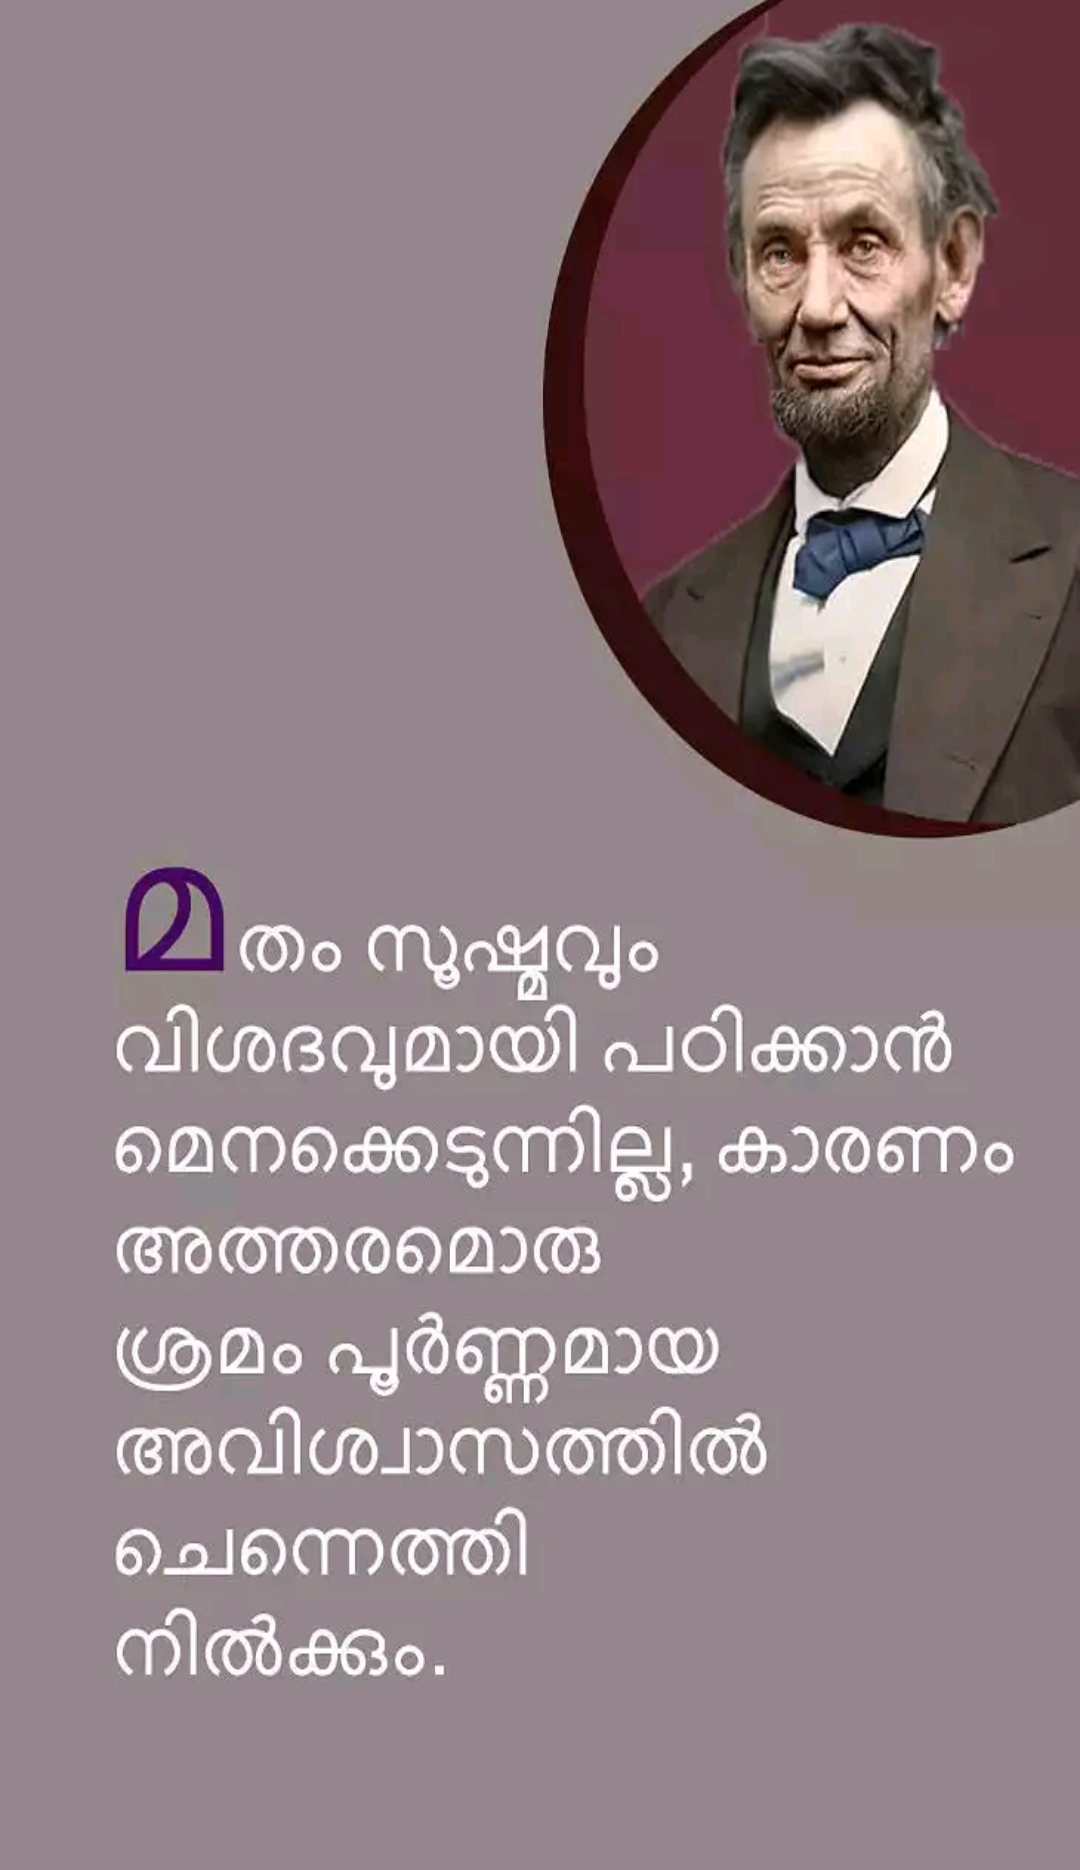 മതം സൂഷ്മവും
വിശദവുമായി പഠിക്കാൻ
മെനക്കെടുന്നില്ല, കാരണം
അത്തരമൊരു
ശ്രമം പൂർണ്ണമായ
അവിശ്വാസത്തിൽ
ചെന്നെത്തി
നിൽക്കും.